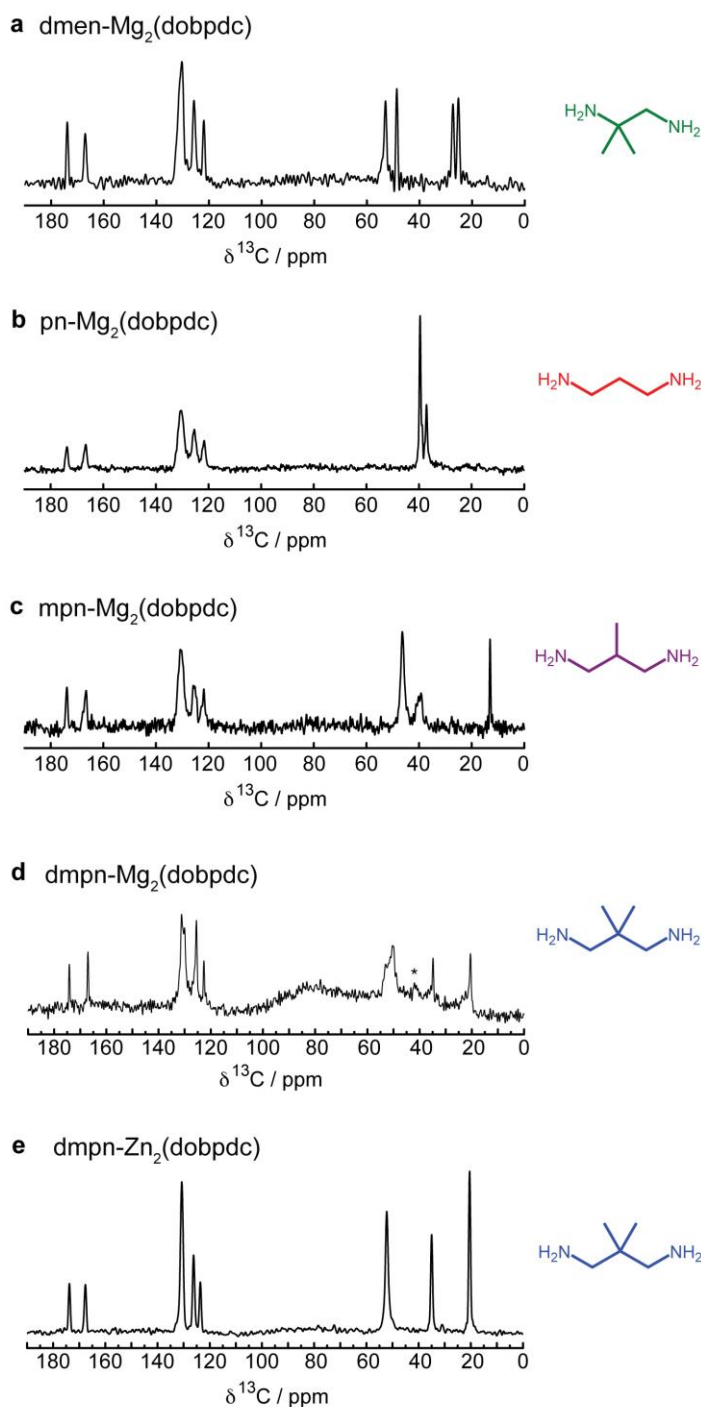 a dmen-Mg₂(dobpdc)
H₂N NH₂
180 160 140 120 100 80 60 40 20 0
δ ¹³C / ppm
b pn-Mg₂(dobpdc)
H₂N NH₂
180 160 140 120 100 80 60 40 20 0
δ ¹³C / ppm
c mpn-Mg₂(dobpdc)
H₂N NH₂
180 160 140 120 100 80 60 40 20 0
δ ¹³C / ppm
d dmpn-Mg₂(dobpdc)
H₂N NH₂
*
180 160 140 120 100 80 60 40 20 0
δ ¹³C / ppm
e dmpn-Zn₂(dobpdc)
H₂N NH₂
180 160 140 120 100 80 60 40 20 0
δ ¹³C / ppm